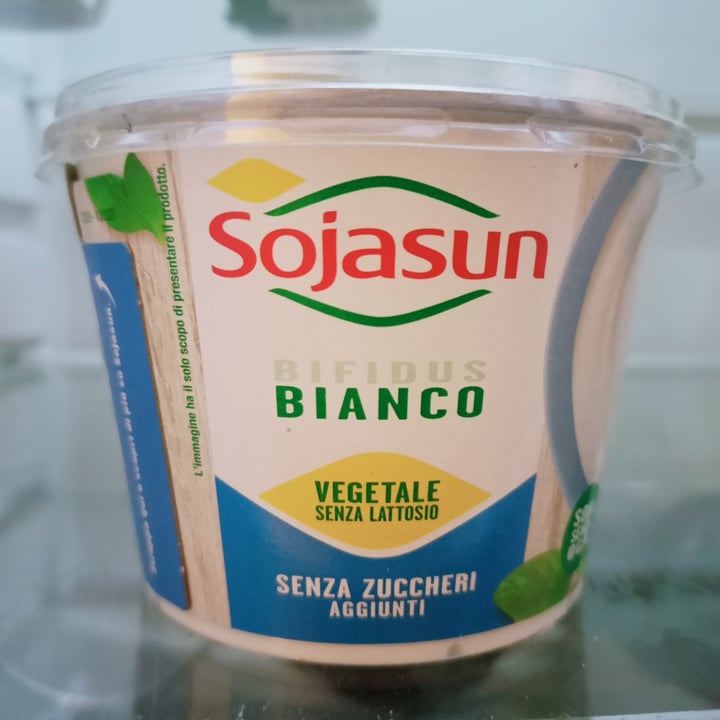 Sojasun
BIFIDUS
BIANCO
VEGETALE
SENZA LATTOSIO
SENZA ZUCCHERI
AGGIUNTI
L'immagine ha il solo scopo di presentare il prodotto.